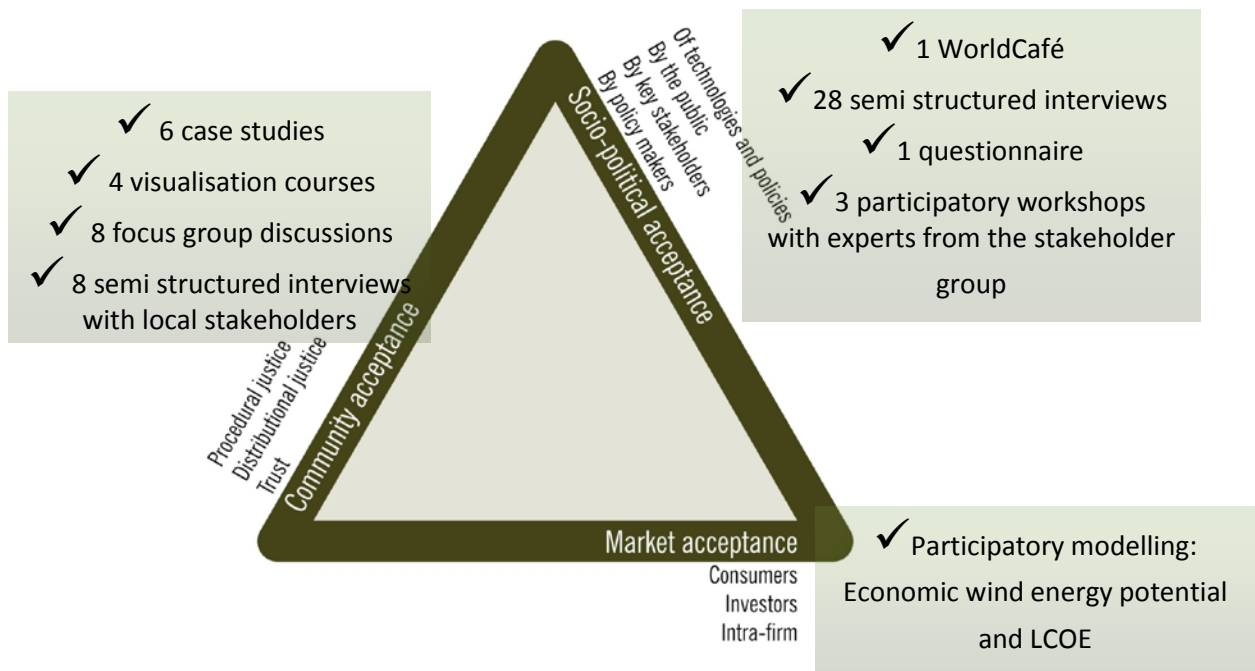 ✓ 6 case studies
✓ 4 visualisation courses
✓ 8 focus group discussions
✓ 8 semi structured interviews
with local stakeholders
Community acceptance
Procedural justice
Distributional justice
Trust
Socio-political acceptance
Of technologies and policies
By the public
By key stakeholders
By policy makers
✓ 1 WorldCafé
✓ 28 semi structured interviews
✓ 1 questionnaire
✓ 3 participatory workshops
with experts from the stakeholder
group
Market acceptance
Consumers
Investors
Intra-firm
✓ Participatory modelling:
Economic wind energy potential
and LCOE